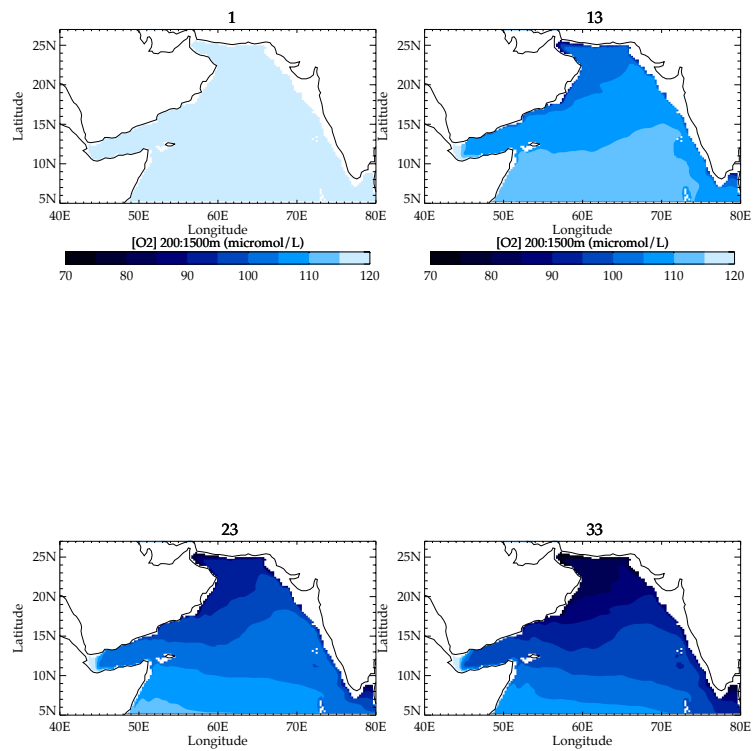 1
13
25N
20N
15N
10N
5N
Latitude
40E 50E 60E 70E 80E
Longitude
25N
20N
15N
10N
5N
Latitude
40E 50E 60E 70E 80E
Longitude
[O2] 200:1500m (micromol/L)
70 80 90 100 110 120
[O2] 200:1500m (micromol/L)
70 80 90 100 110 120
23
33
25N
20N
15N
10N
5N
Latitude
40E 50E 60E 70E 80E
Longitude
25N
20N
15N
10N
5N
Latitude
40E 50E 60E 70E 80E
Longitude